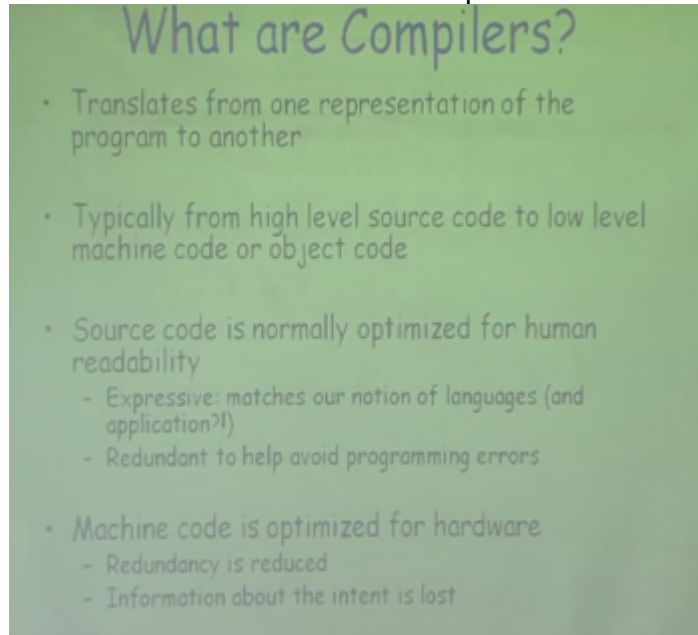 What are Compilers?
• Translates from one representation of the
program to another
• Typically from high level source code to low level
machine code or object code
• Source code is normally optimized for human
readability
- Expressive: matches our notion of languages (and
application?!)
- Redundant to help avoid programming errors
• Machine code is optimized for hardware
- Redundancy is reduced
- Information about the intent is lost